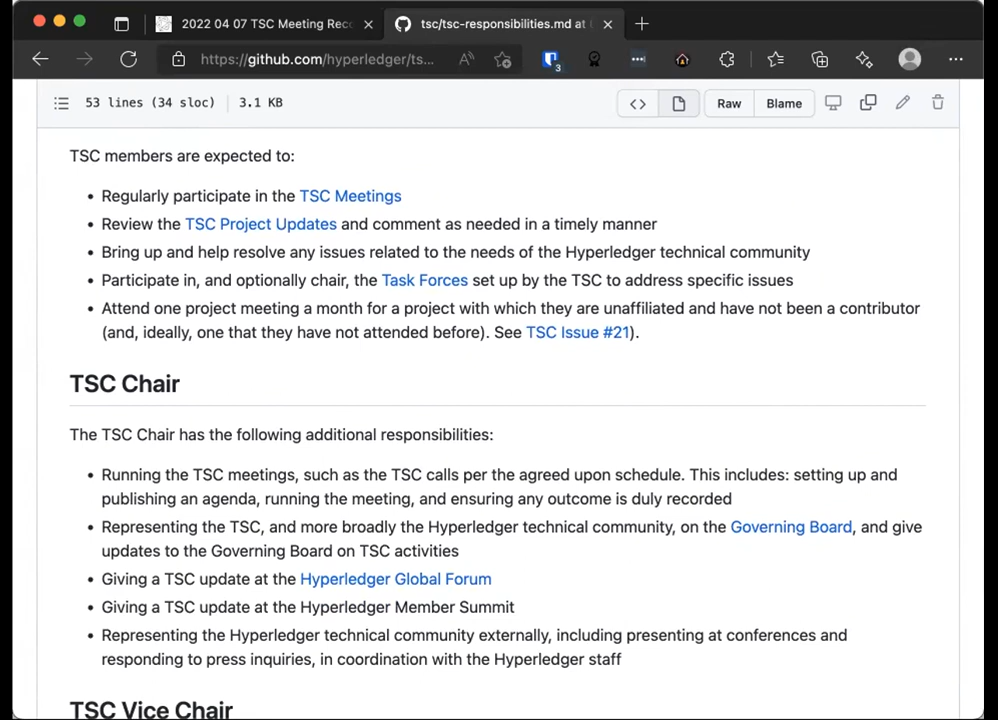 2022 04 07 TSC Meeting Reco
tsc/tsc-responsibilities.md at
https://github.com/hyperledger/ts...
3
53 lines (34 sloc) 3.1 KB
Raw
Blame
TSC members are expected to:
• Regularly participate in the TSC Meetings
• Review the TSC Project Updates and comment as needed in a timely manner
• Bring up and help resolve any issues related to the needs of the Hyperledger technical community
• Participate in, and optionally chair, the Task Forces set up by the TSC to address specific issues
• Attend one project meeting a month for a project with which they are unaffiliated and have not been a contributor
(and, ideally, one that they have not attended before). See TSC Issue #21).
TSC Chair
The TSC Chair has the following additional responsibilities:
• Running the TSC meetings, such as the TSC calls per the agreed upon schedule. This includes: setting up and
publishing an agenda, running the meeting, and ensuring any outcome is duly recorded
• Representing the TSC, and more broadly the Hyperledger technical community, on the Governing Board, and give
updates to the Governing Board on TSC activities
• Giving a TSC update at the Hyperledger Global Forum
• Giving a TSC update at the Hyperledger Member Summit
• Representing the Hyperledger technical community externally, including presenting at conferences and
responding to press inquiries, in coordination with the Hyperledger staff
TSC Vice Chair